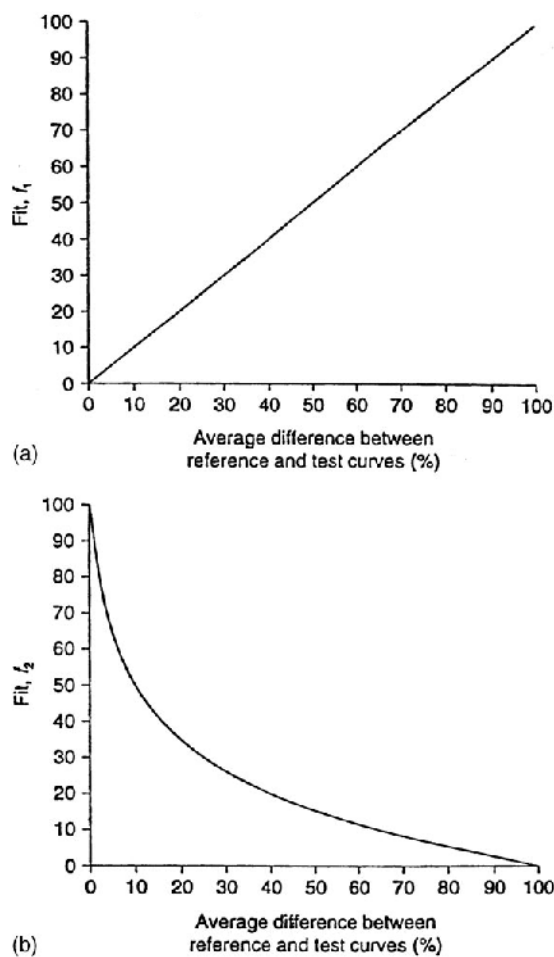 100
90
80
70
60
50
40
30
20
10
0
Fit, f₁
0 10 20 30 40 50 60 70 80 90 100
Average difference between
reference and test curves (%)
(a)
100
90
80
70
60
50
40
30
20
10
0
Fit, f₂
0 10 20 30 40 50 60 70 80 90 100
Average difference between
reference and test curves (%)
(b)